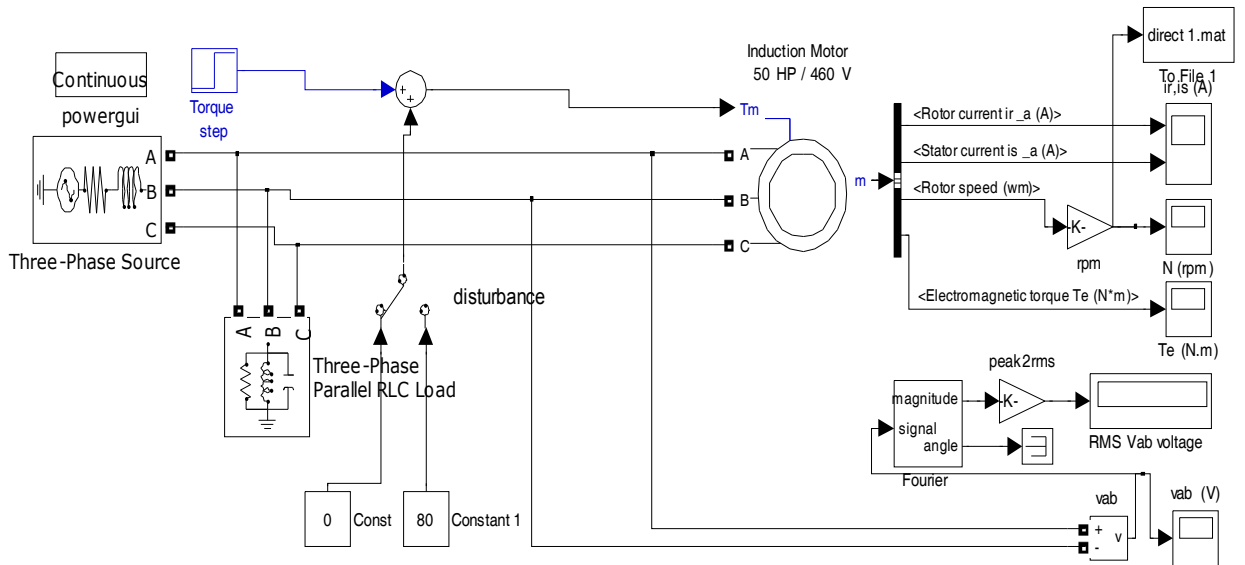 Continuous
powergui
Torque
step
+
+
Induction Motor
50 HP / 460 V
Tm
direct 1.mat
To File 1
ir,is (A)
A
B
C
Three-Phase Source
A
B
C
m
<Rotor current ir _a (A)>
<Stator current is _a (A)>
<Rotor speed (wm)>
-K-
rpm
N (rpm)
<Electromagnetic torque Te (N*m)>
Te (N.m)
disturbance
A
B
C
Three-Phase
Parallel RLC Load
peak2rms
magnitude
signal
angle
-K-
RMS Vab voltage
Fourier
0
Const
80
Constant 1
vab
+
-
v
vab (V)